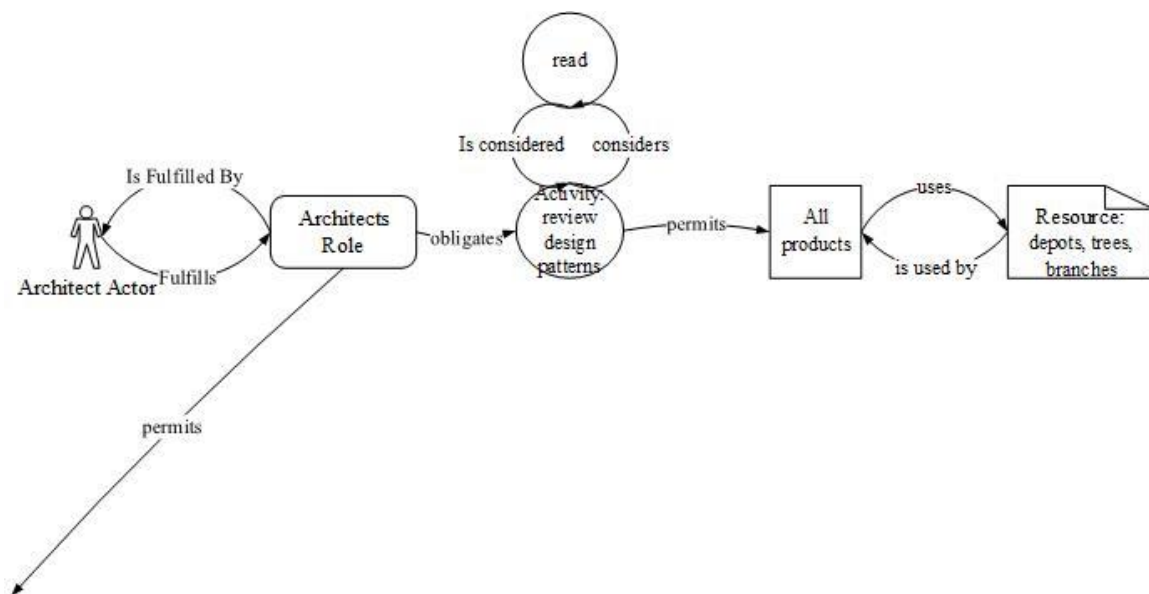 read
Is considered
considers
Is Fulfilled By
Architects
Role
Fulfills
Architect Actor
obligates
Activity:
review
design
patterns
permits
All
products
uses
is used by
Resource:
depots, trees,
branches
permits